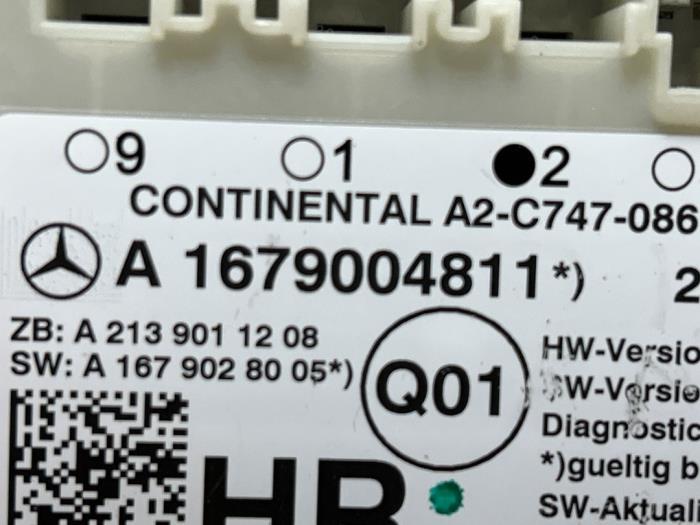 9 1 2
CONTINENTAL A2-C747-086
A 1679004811*) 2
ZB: A 213 901 12 08
SW: A 167 902 80 05*)
Q01
HW-Versio
SW-Versio
Diagnostic
*)gueltig b
SW-Aktuali
HB